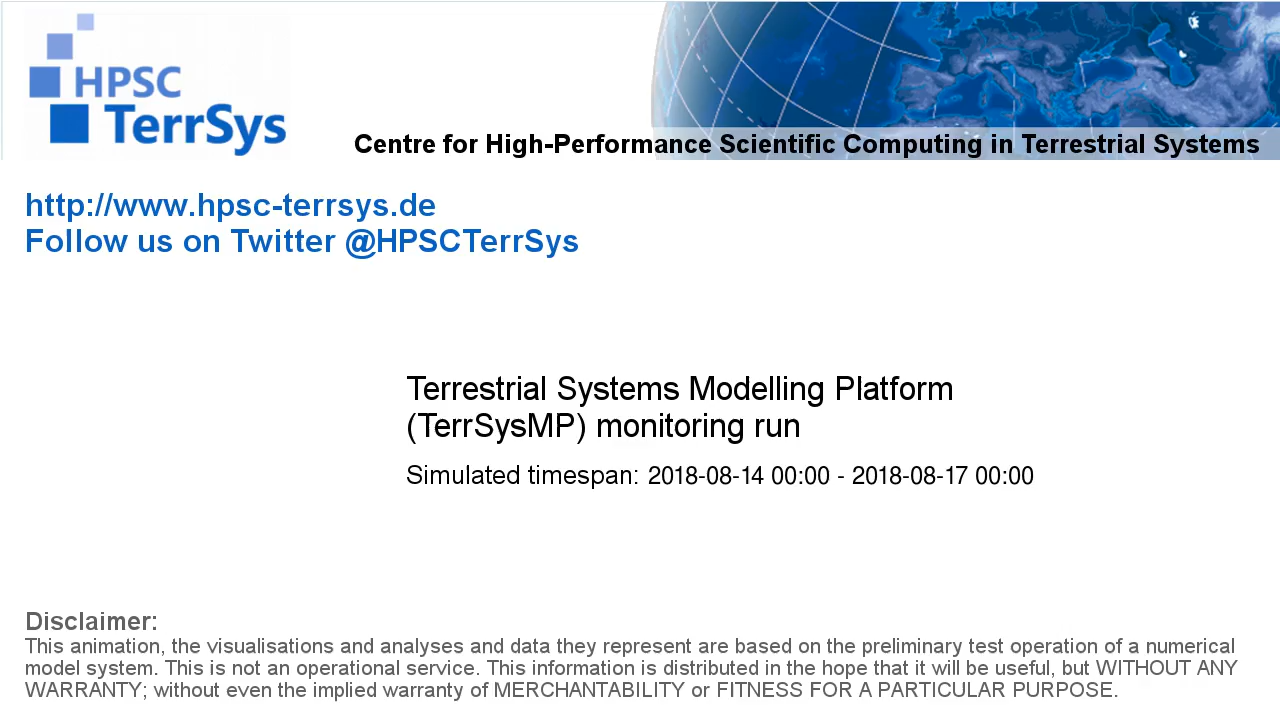 HPSC
TerrSys
Centre for High-Performance Scientific Computing in Terrestrial Systems
http://www.hpsc-terrsys.de
Follow us on Twitter @HPSCTerrSys
Terrestrial Systems Modelling Platform
(TerrSysMP) monitoring run
Simulated timespan: 2018-08-14 00:00 - 2018-08-17 00:00
Disclaimer:
This animation, the visualisations and analyses and data they represent are based on the preliminary test operation of a numerical
model system. This is not an operational service. This information is distributed in the hope that it will be useful, but WITHOUT ANY
WARRANTY; without even the implied warranty of MERCHANTABILITY or FITNESS FOR A PARTICULAR PURPOSE.